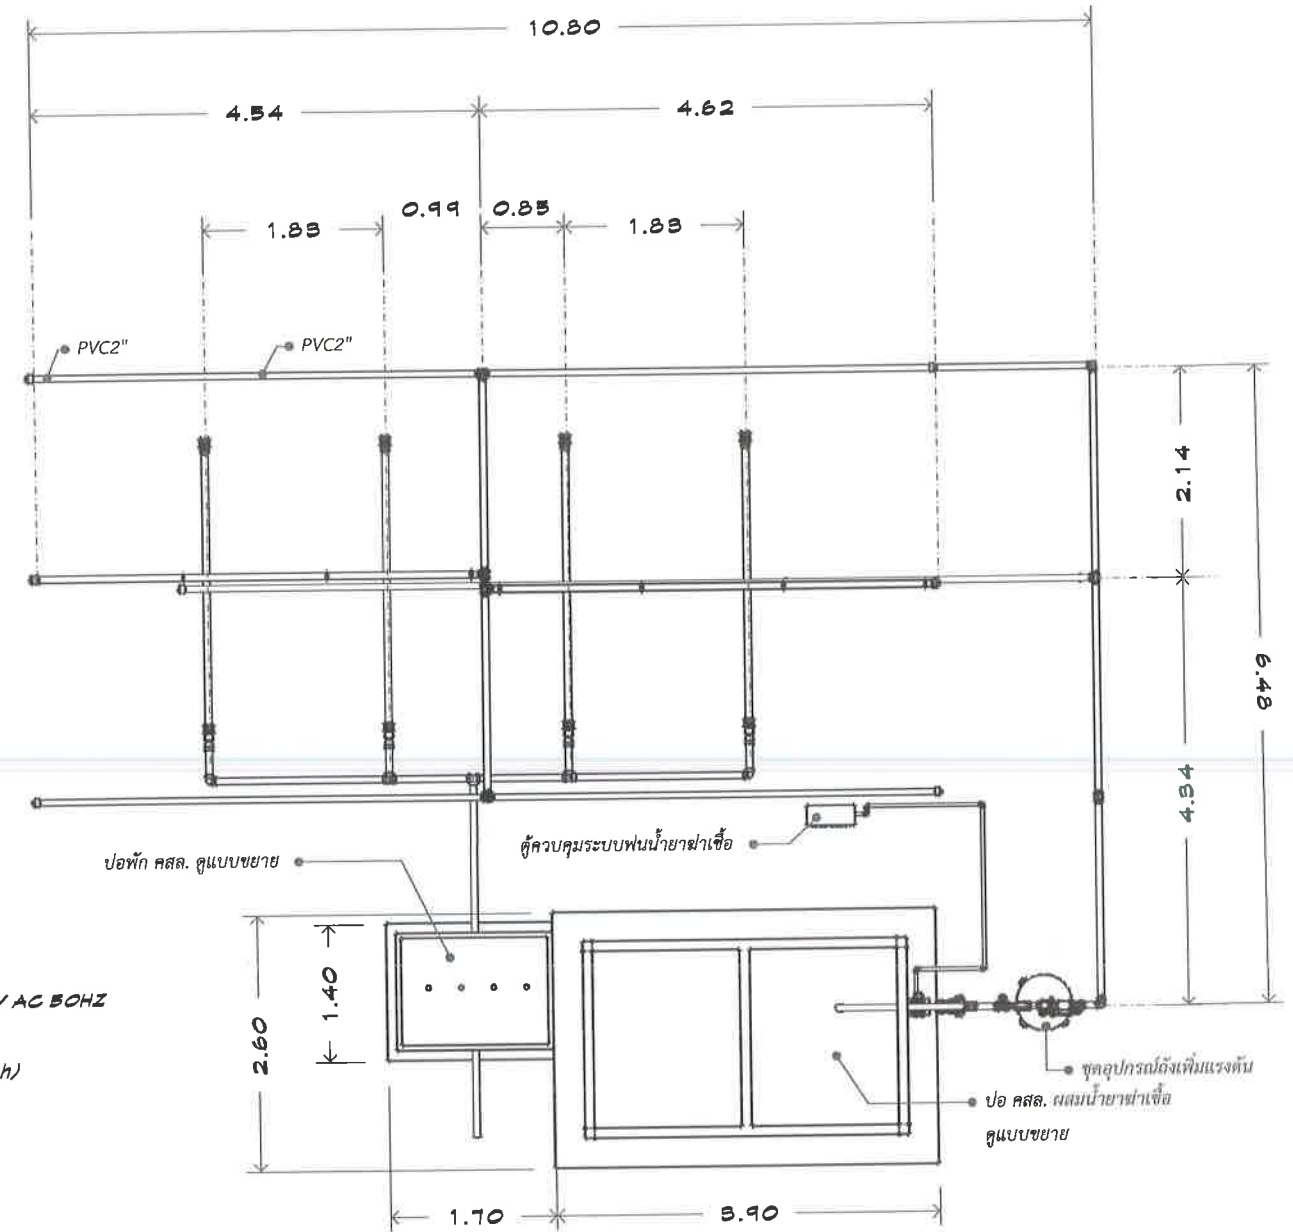 10.80
4.54
4.62
0.99
0.85
1.83
1.83
PVC2"
PVC2"
2.14
6.48
4.34
ตู้ควบคุมระบบพ่นน้ำยาฆ่าเชื้อ
บ่อพัก คสล. ดูแบบขยาย
1.40
2.60
AC 50HZ
h)
ชุดอุปกรณ์ถังเพิ่มแรงดัน
บ่อ คสล. ผสมน้ำยาฆ่าเชื้อ
ดูแบบขยาย
1.70
3.90